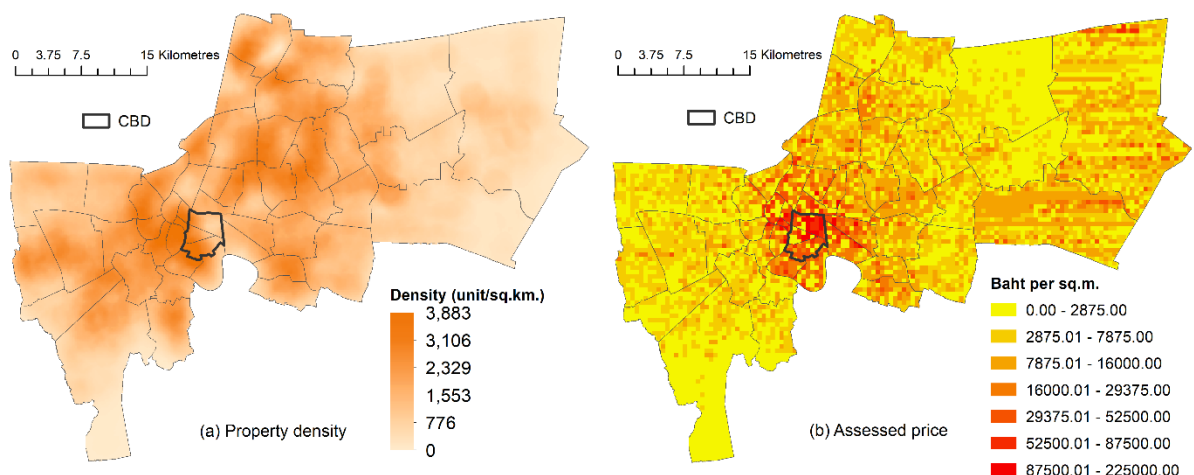 0 3.75 7.5 15 Kilometres
CBD
Density (unit/sq.km.)
3,883
3,106
2,329
1,553
776
0
(a) Property density
0 3.75 7.5 15 Kilometres
CBD
Baht per sq.m.
0.00 - 2875.00
2875.01 - 7875.00
7875.01 - 16000.00
16000.01 - 29375.00
29375.01 - 52500.00
52500.01 - 87500.00
87500.01 - 225000.00
(b) Assessed price